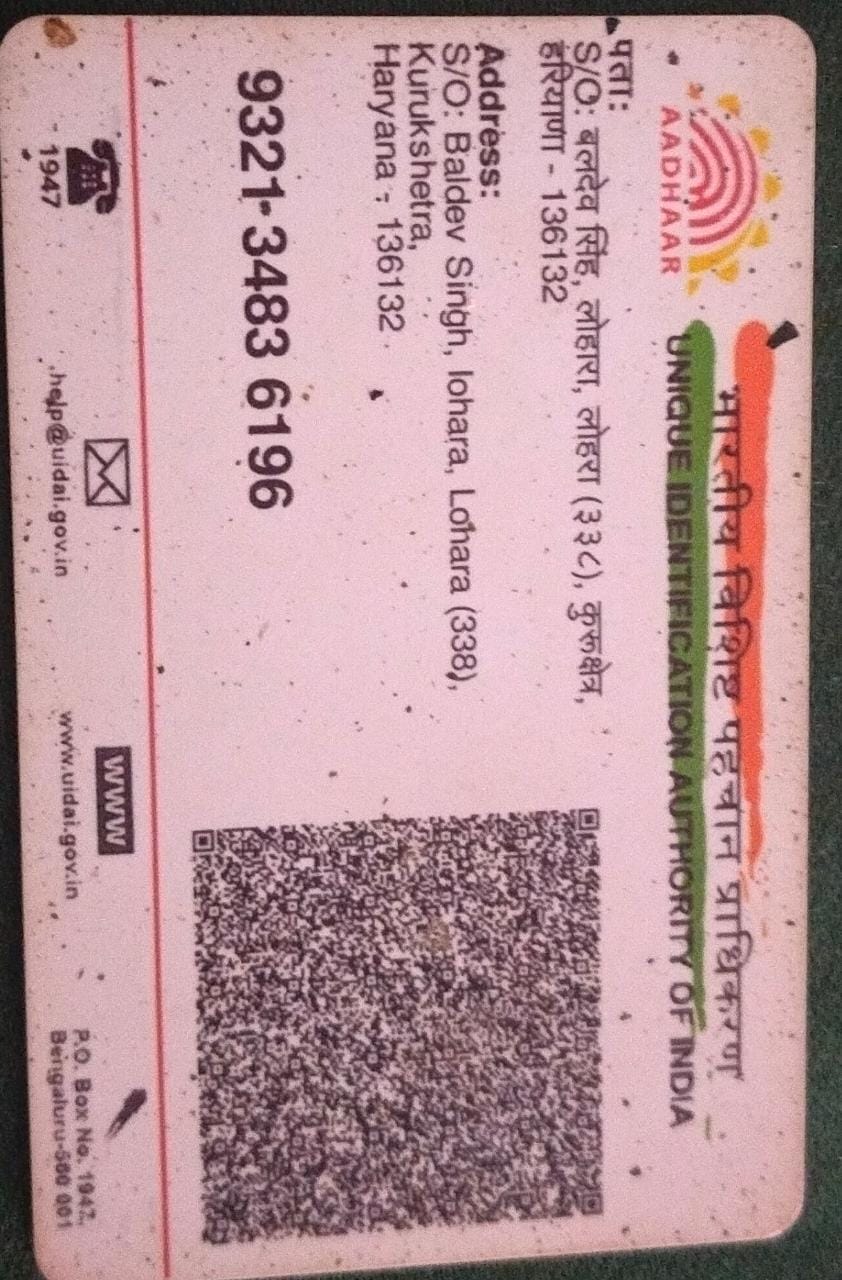 भारतीय विशिष्ट पहचान प्राधिकरण
UNIQUE IDENTIFICATION AUTHORITY OF INDIA
AADHAAR
पता:
S/O: बलदेव सिंह, लोहारा, लोहरा (३३८), कुरूक्षेत्र,
हरियाणा - 136132
Address:
S/O: Baldev Singh, lohara, Lohara (338),
Kurukshetra,
Haryana - 136132
9321 3483 6196
1947
help@uidai.gov.in
www
www.uidai.gov.in
P.O. Box No. 1947,
Bengaluru-560 001